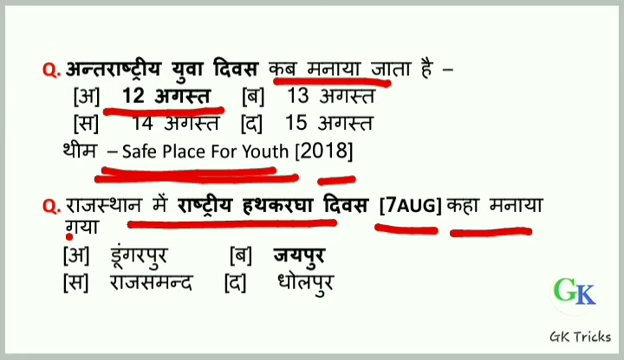 Q. अन्तराष्ट्रीय युवा दिवस कब मनाया जाता है –
[अ] 12 अगस्त [ब] 13 अगस्त
[स] 14 अगस्त [द] 15 अगस्त
थीम – Safe Place For Youth [2018]
Q. राजस्थान में राष्ट्रीय हथकरघा दिवस [7AUG] कहा मनाया
गया
[अ] डूंगरपुर [ब] जयपुर
[स] राजसमन्द [द] धोलपुर
GK
GK Tricks